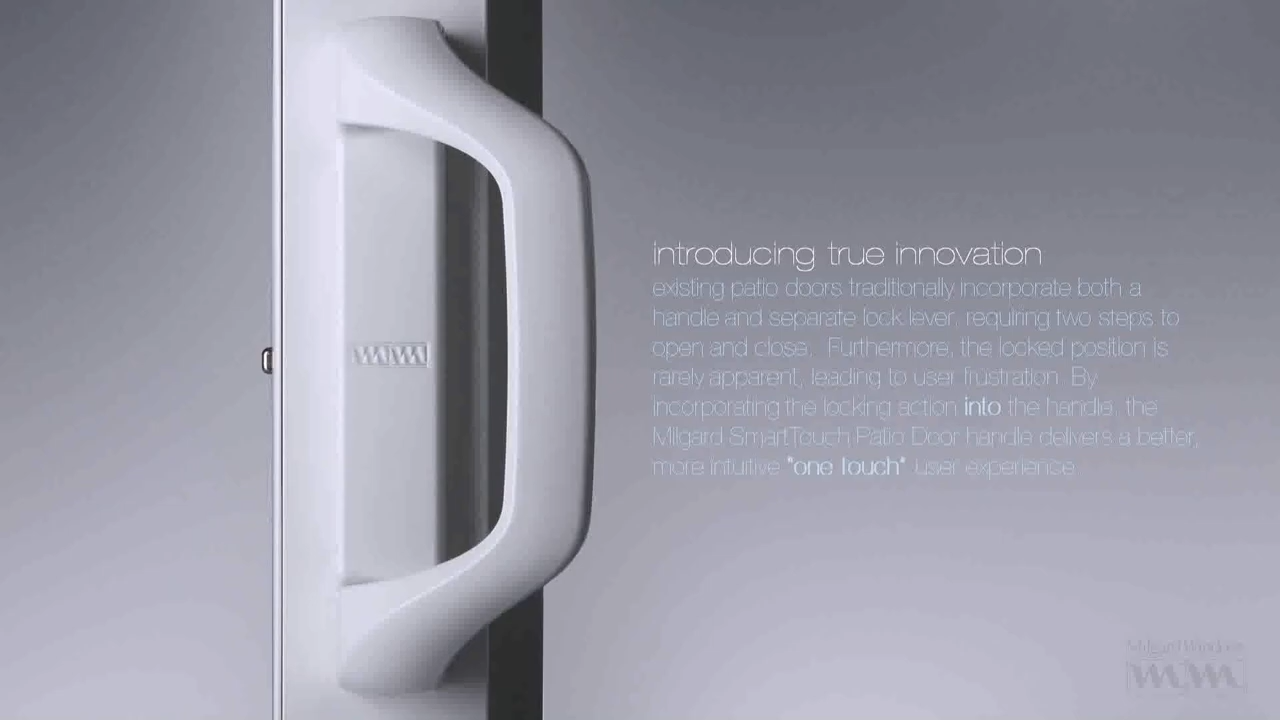 introducing true innovation
existing patio doors traditionally incorporate both a
handle and separate lock lever, requiring two steps to
open and close. Furthermore, the locked position is
rarely apparent, leading to user frustration. By
incorporating the locking action into the handle, the
Milgard SmartTouch Patio Door handle delivers a better,
more intuitive "one touch" user experience.
Milgard Windows